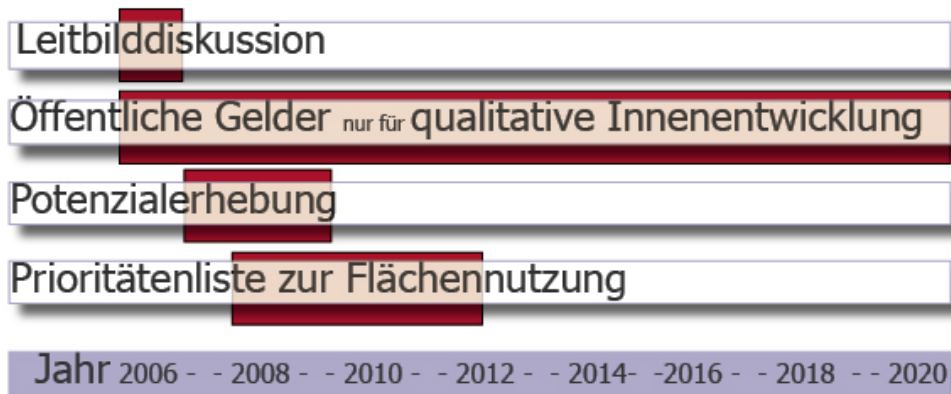 Leitbilddiskussion
Öffentliche Gelder nur für qualitative Innenentwicklung
Potenzialerhebung
Prioritätenliste zur Flächennutzung
Jahr 2006 - - 2008 - - 2010 - - 2012 - - 2014- -2016 - - 2018 - - 2020